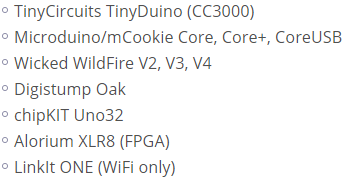 TinyCircuits TinyDuino (CC3000)
Microduino/mCookie Core, Core+, CoreUSB
Wicked WildFire V2, V3, V4
Digistump Oak
chipKIT Uno32
Alorium XLR8 (FPGA)
LinkIt ONE (WiFi only)